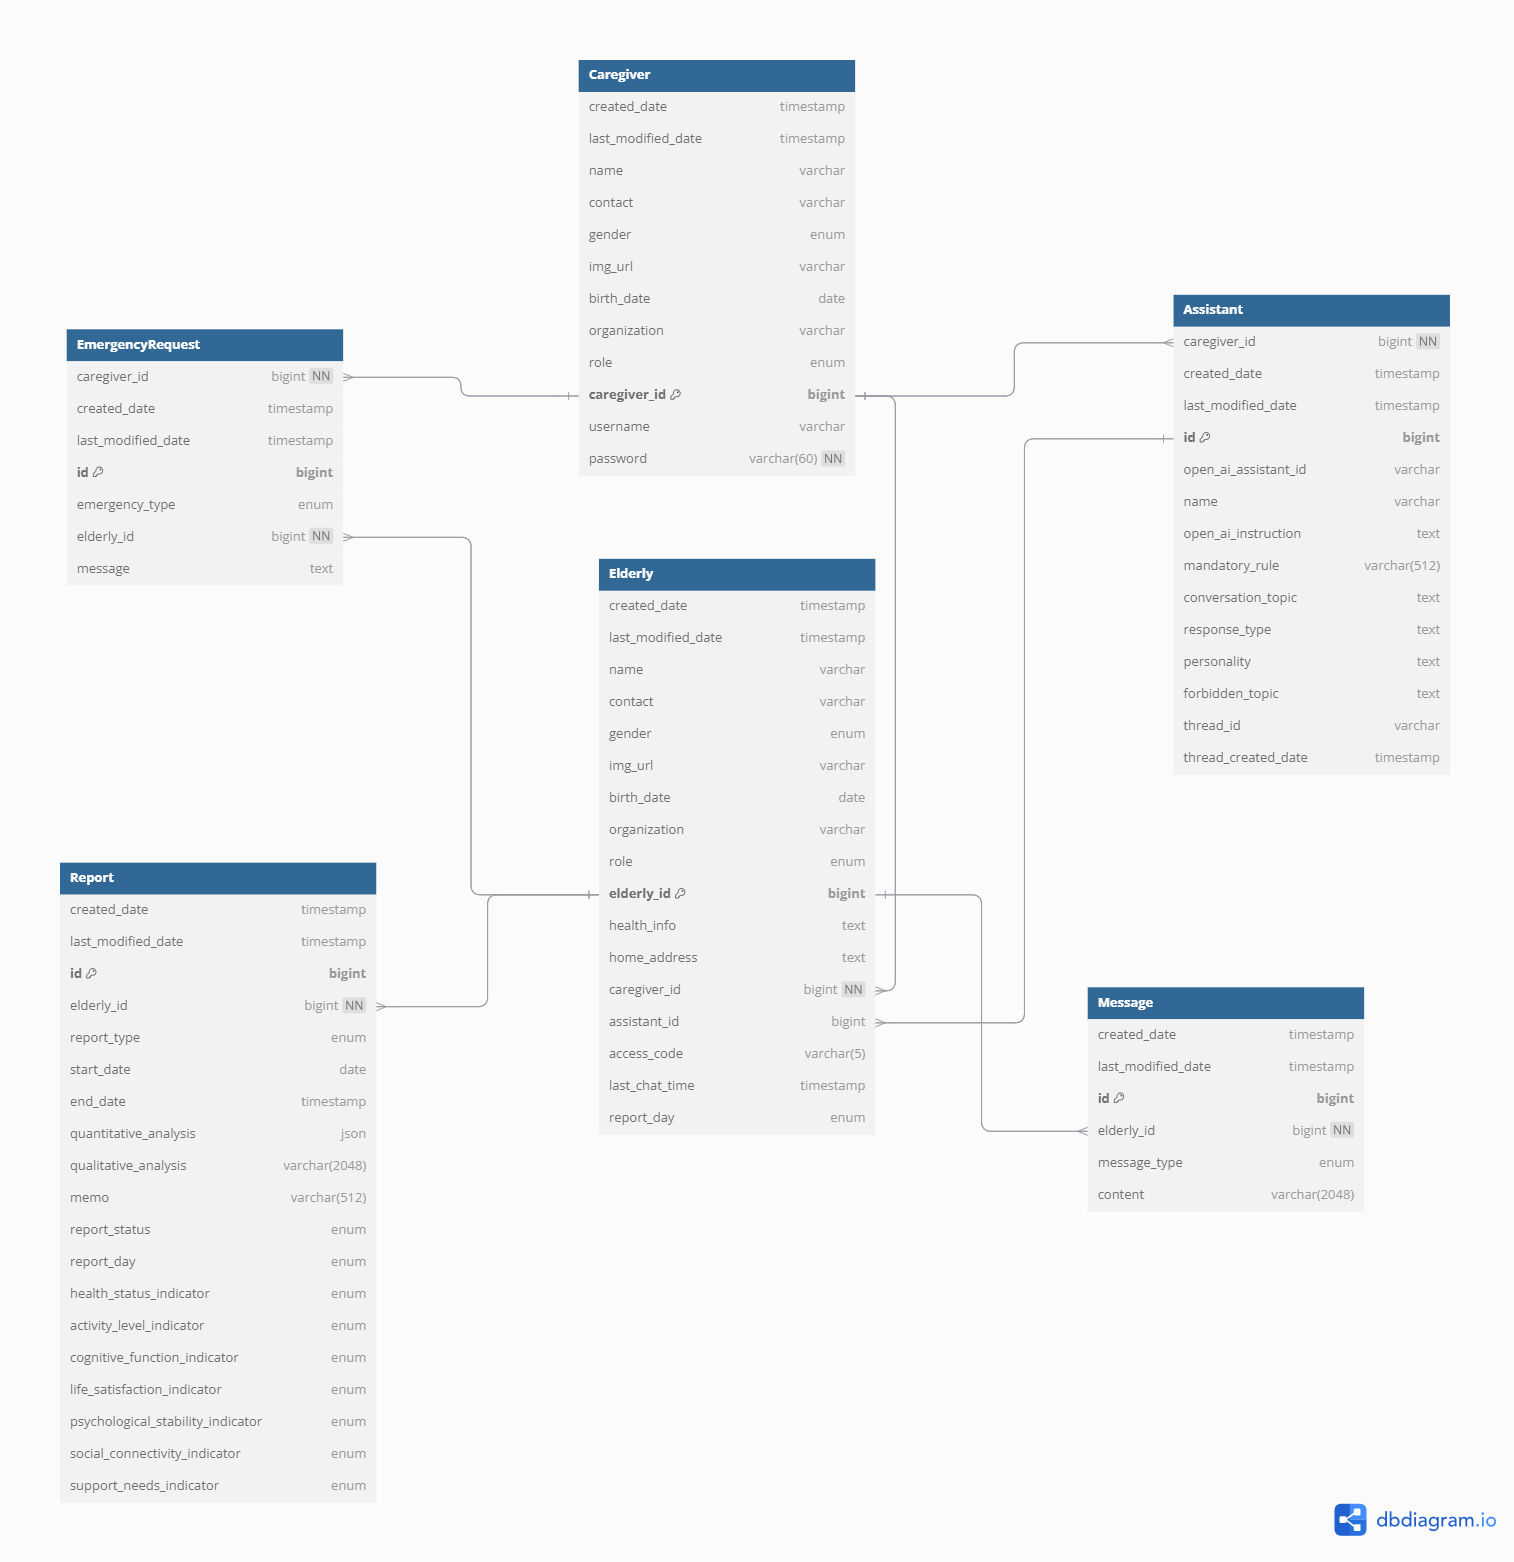 Caregiver
created_date timestamp
last_modified_date timestamp
name varchar
contact varchar
gender enum
img_url varchar
birth_date date
organization varchar
role enum
caregiver_id bigint
username varchar
password varchar(60) NN
EmergencyRequest
caregiver_id bigint NN
created_date timestamp
last_modified_date timestamp
id bigint
emergency_type enum
elderly_id bigint NN
message text
Assistant
caregiver_id bigint NN
created_date timestamp
last_modified_date timestamp
id bigint
open_ai_assistant_id varchar
name varchar
open_ai_instruction text
mandatory_rule varchar(512)
conversation_topic text
response_type text
personality text
forbidden_topic text
thread_id varchar
thread_created_date timestamp
Elderly
created_date timestamp
last_modified_date timestamp
name varchar
contact varchar
gender enum
img_url varchar
birth_date date
organization varchar
role enum
elderly_id bigint
health_info text
home_address text
caregiver_id bigint NN
assistant_id bigint
access_code varchar(5)
last_chat_time timestamp
report_day enum
Report
created_date timestamp
last_modified_date timestamp
id bigint
elderly_id bigint NN
report_type enum
start_date date
end_date timestamp
quantitative_analysis json
qualitative_analysis varchar(2048)
memo varchar(512)
report_status enum
report_day enum
health_status_indicator enum
activity_level_indicator enum
cognitive_function_indicator enum
life_satisfaction_indicator enum
psychological_stability_indicator enum
social_connectivity_indicator enum
support_needs_indicator enum
Message
created_date timestamp
last_modified_date timestamp
id bigint
elderly_id bigint NN
message_type enum
content varchar(2048)
dbdiagram.io